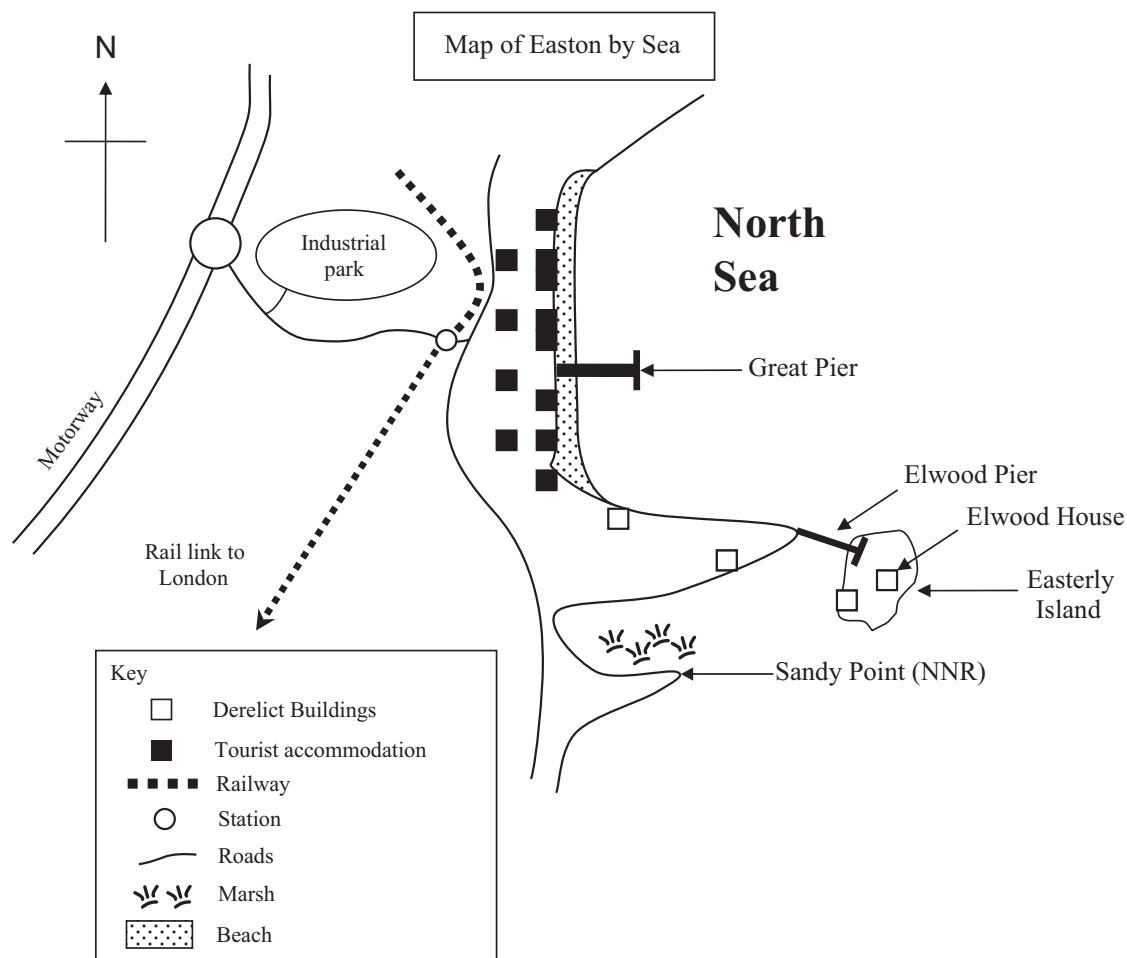 Map of Easton by Sea
N
North
Sea
Industrial
park
Great Pier
Motorway
Elwood Pier
Elwood House
Rail link to
London
Easterly
Island
Sandy Point (NNR)
Key
Derelict Buildings
Tourist accommodation
Railway
Station
Roads
Marsh
Beach